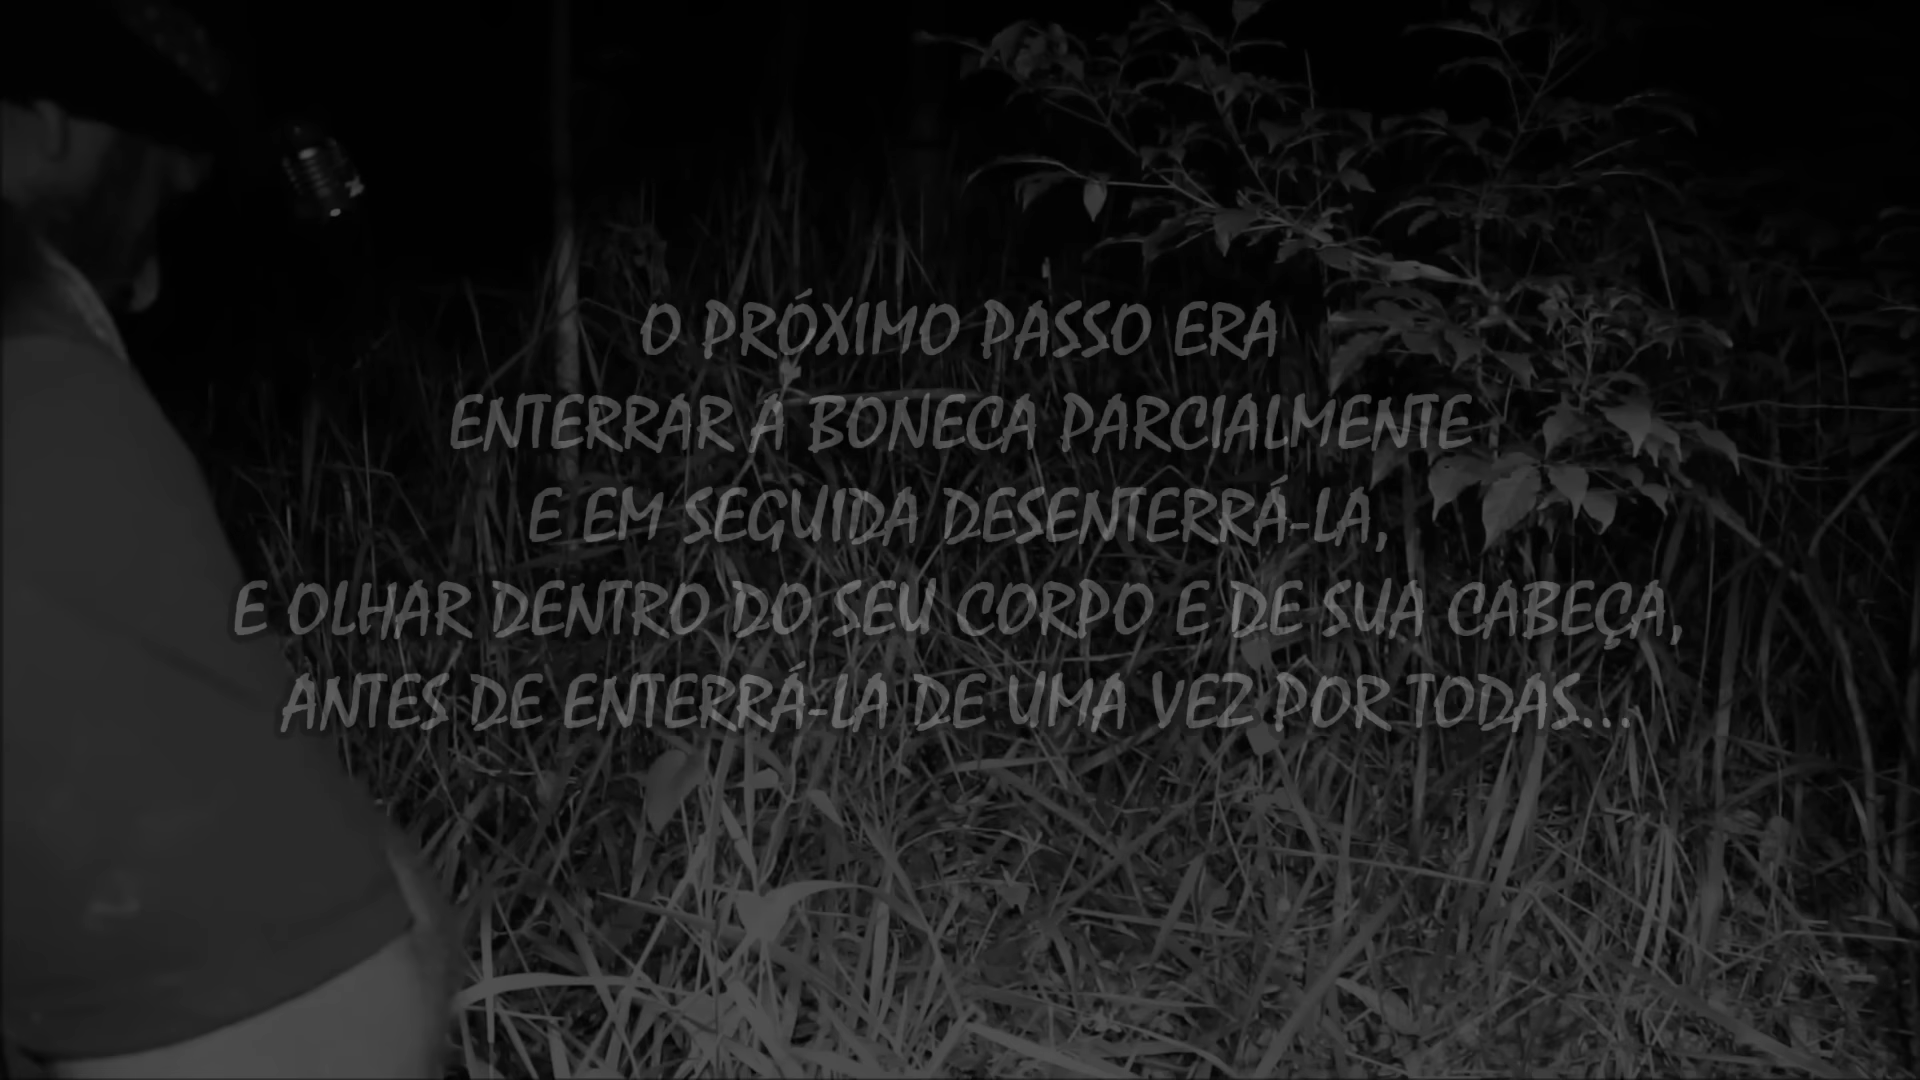 O PRÓXIMO PASSO ERA
ENTERRAR A BONECA PARCIALMENTE
E EM SEGUIDA DESENTERRÁ-LA,
E OLHAR DENTRO DO SEU CORPO E DE SUA CABEÇA,
ANTES DE ENTERRÁ-LA DE UMA VEZ PÔR TODAS...